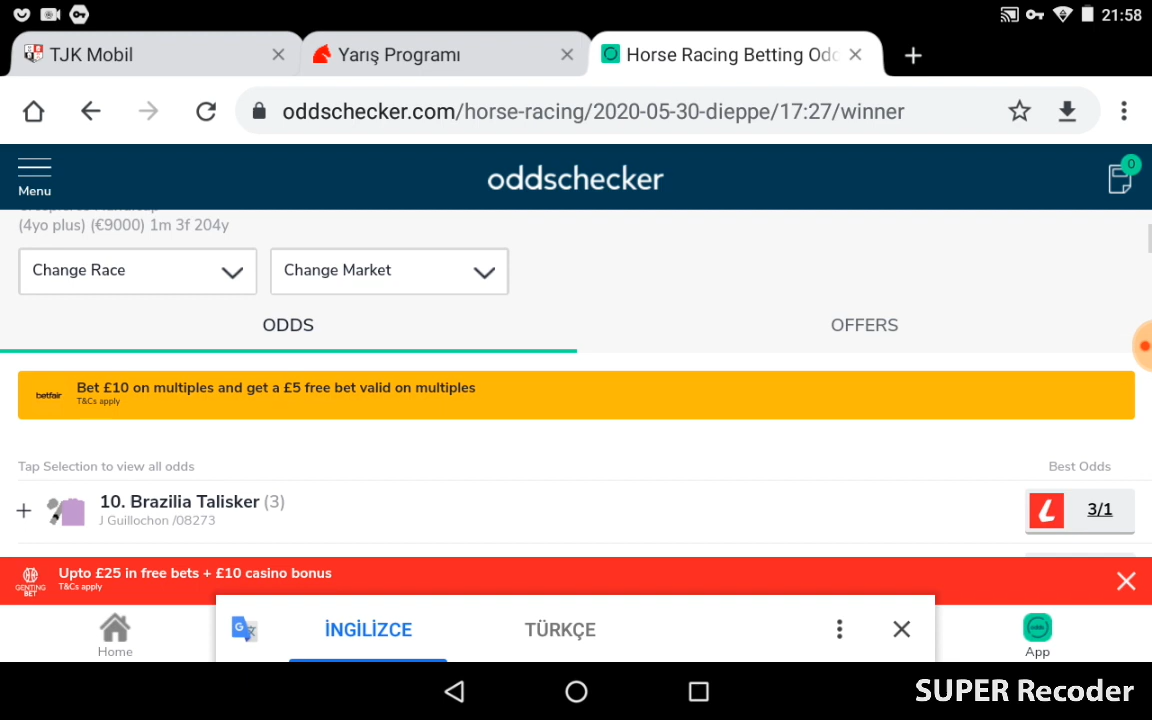 21:58
TJK Mobil
Yarış Programı
Horse Racing Betting Odd
oddschecker.com/horse-racing/2020-05-30-dieppe/17:27/winner
Menu
oddschecker
0
(4yo plus) (€9000) 1m 3f 204y
Change Race
Change Market
ODDS
OFFERS
betfair
Bet £10 on multiples and get a £5 free bet valid on multiples
T&Cs apply
Tap Selection to view all odds
Best Odds
10. Brazilia Talisker (3)
J Guillochon /08273
L
3/1
GENTING
BET
Upto £25 in free bets + £10 casino bonus
T&Cs apply
Home
İNGİLİZCE
TÜRKÇE
App
SUPER Recoder